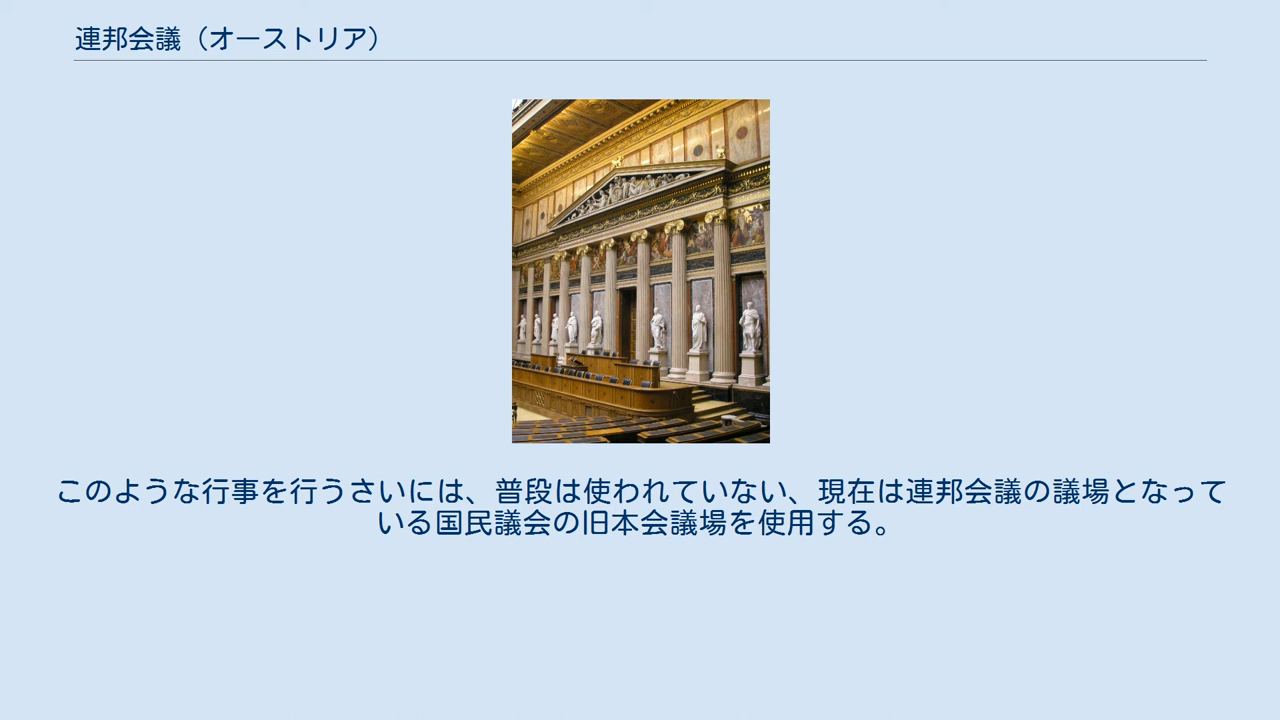 連邦会議（オーストリア）
このような行事を行うさいには、普段は使われていない、現在は連邦会議の議場となって
いる国民議会の旧本会議場を使用する。